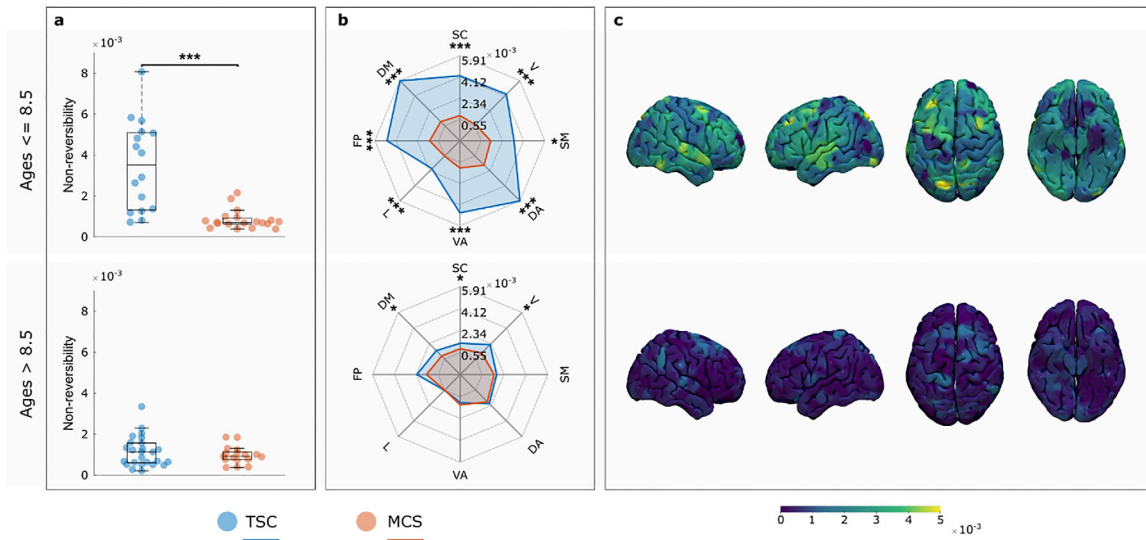 a
b
c
Ages <= 8.5
× 10⁻³
***
Non-reversibility
8
6
4
2
0
SC
***
× 10⁻³
5.91
4.12
2.34
0.55
V
***
SM
*
DA
***
VA
***
L
***
FP
***
DM
***
Ages > 8.5
× 10⁻³
Non-reversibility
8
6
4
2
0
SC
*
× 10⁻³
5.91
4.12
2.34
0.55
V
*
SM
DA
VA
L
FP
DM
*
TSC
MCS
0 1 2 3 4 5
× 10⁻³